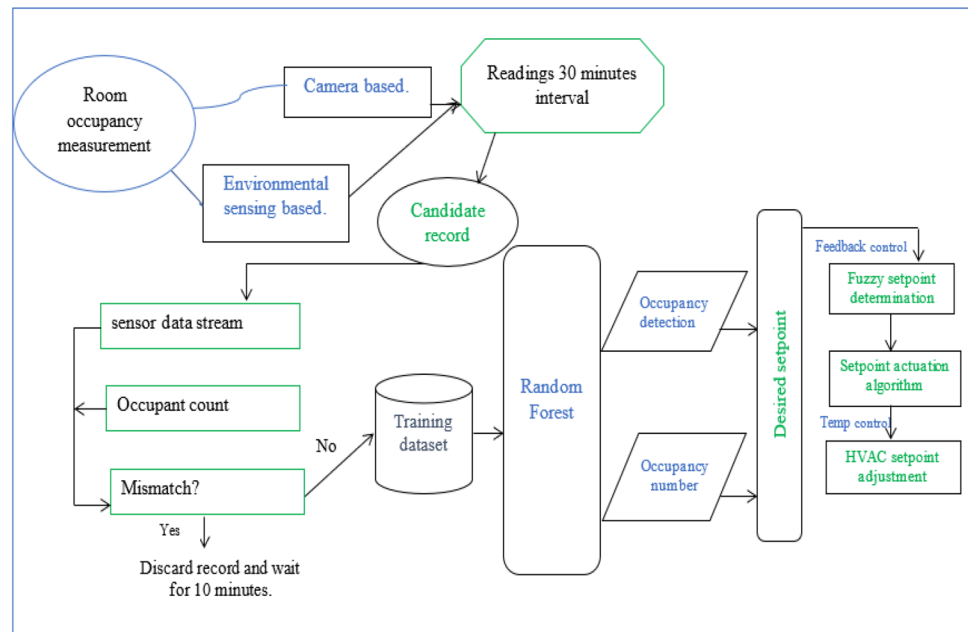 Room
occupancy
measurement
Camera based.
Environmental
sensing based.
Readings 30 minutes
interval
Candidate
record
sensor data stream
Occupant count
Mismatch?
No
Yes
Discard record and wait
for 10 minutes.
Training
dataset
Random
Forest
Occupancy
detection
Occupancy
number
Desired setpoint
Feedback control
Fuzzy setpoint
determination
Setpoint actuation
algorithm
Temp control
HVAC setpoint
adjustment